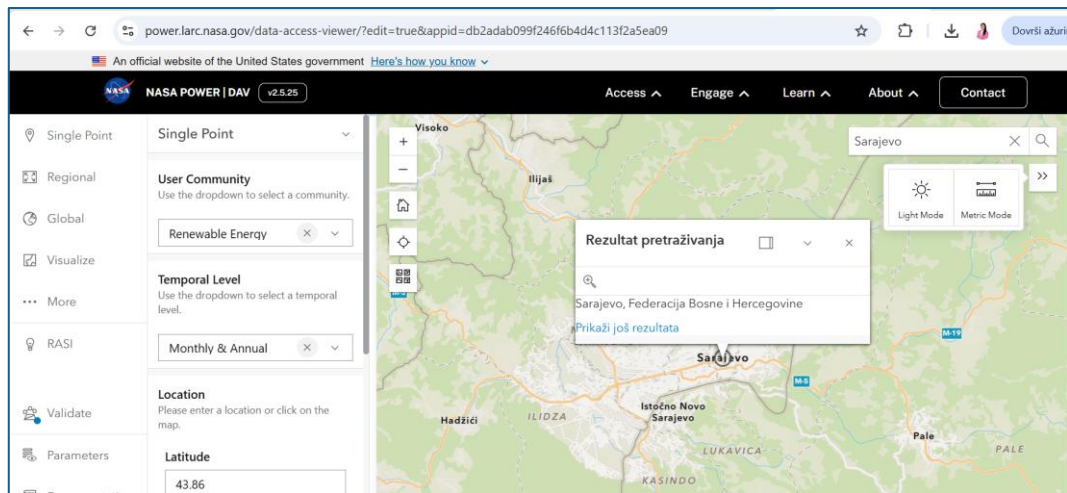 power.larc.nasa.gov/data-access-viewer/?edit=true&appid=db2adab099f246f6b4d4c113f2a5ea09
Dovrši ažurir
An official website of the United States government Here's how you know
NASA
NASA POWER | DAV
v2.5.25
Access
Engage
Learn
About
Contact
Single Point
Regional
Global
Visualize
More
RASI
Validate
Parameters
Single Point
User Community
Use the dropdown to select a community.
Renewable Energy
Temporal Level
Use the dropdown to select a temporal
level.
Monthly & Annual
Location
Please enter a location or click on the
map.
Latitude
43.86
Sarajevo
Light Mode
Metric Mode
Rezultat pretraživanja
Sarajevo, Federacija Bosne i Hercegovine
Prikaži još rezultata
Visoko
Ilijaš
M-19
Sarajevo
M-5
Istočno Novo
Sarajevo
Hadžići
ILIDZA
LUKAVICA
KASINDO
Pale
PALE